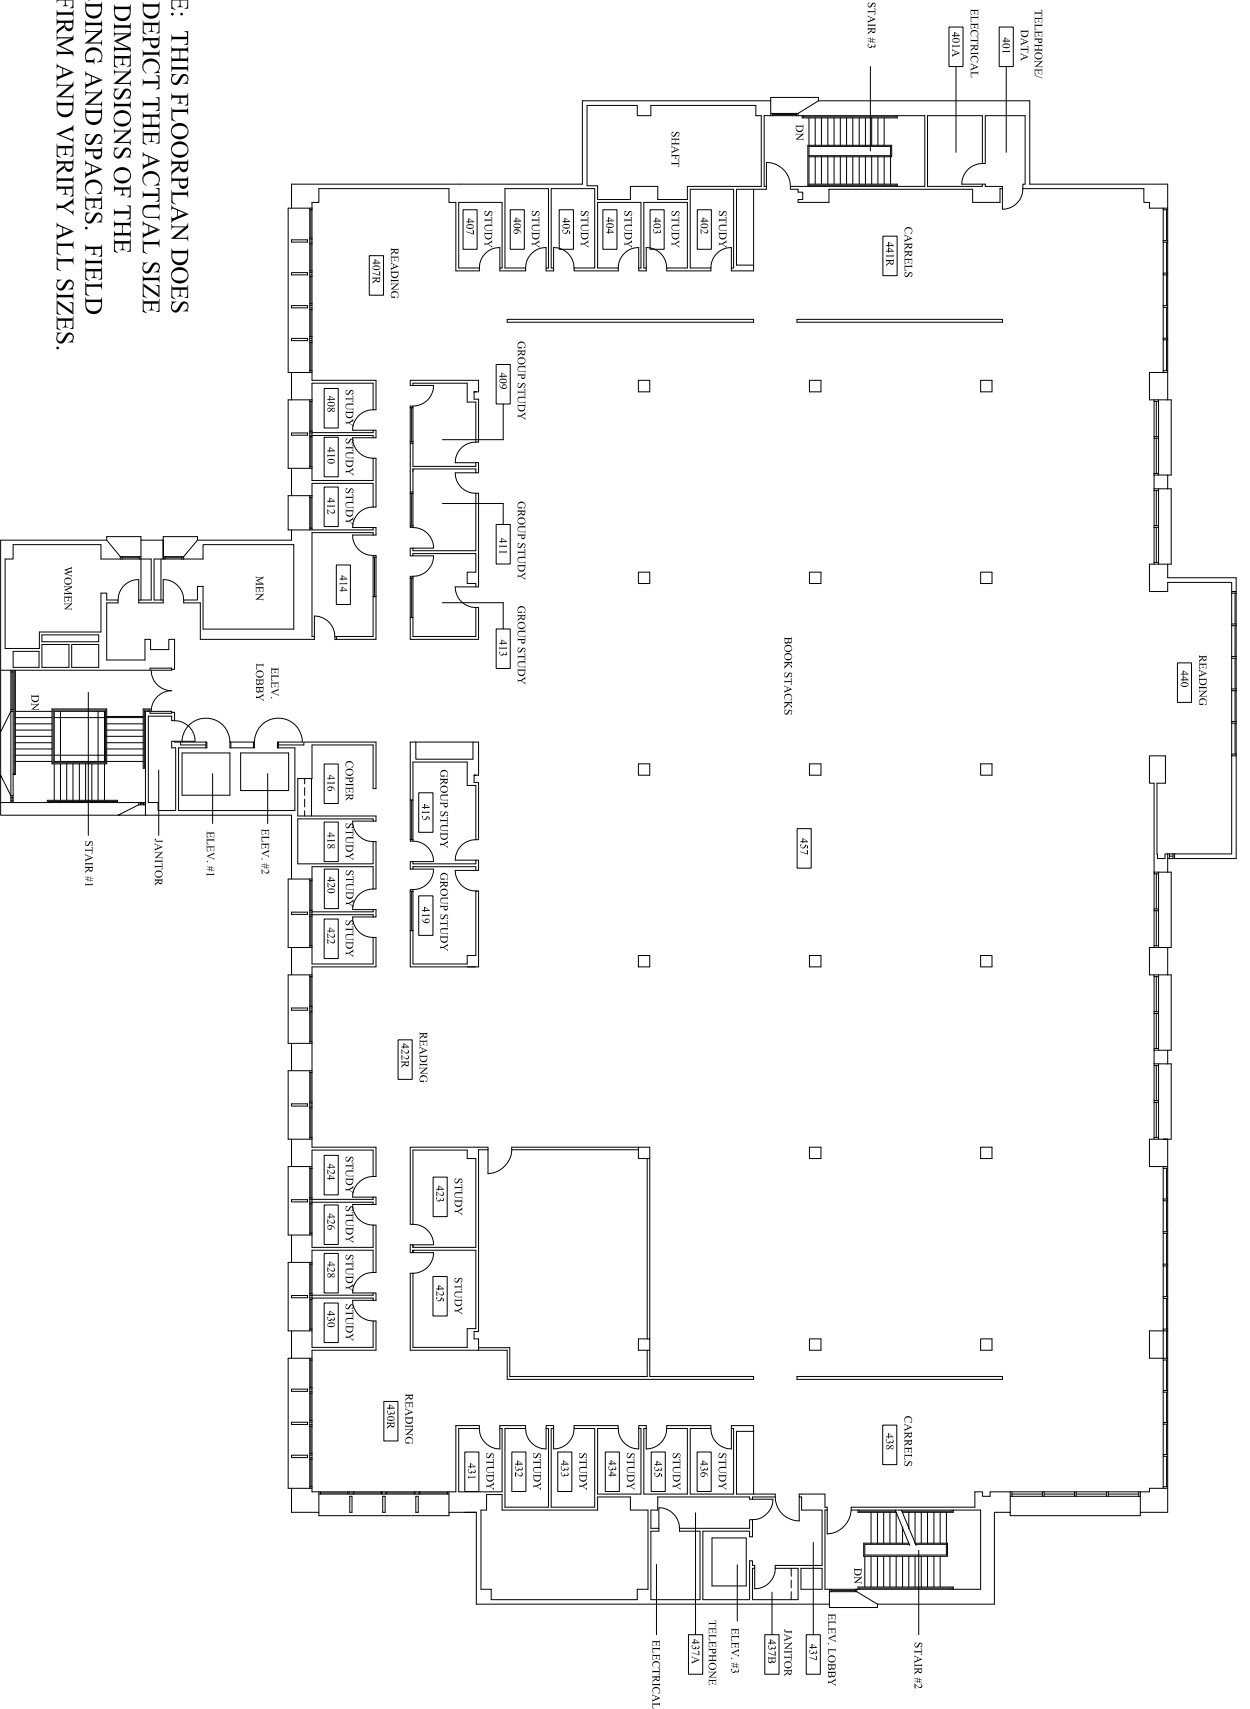 TELEPHONE/
DATA
401
ELECTRICAL
401A
STAIR #3
DN
SHAFT
CARRELS
441R
STUDY
402
STUDY
403
STUDY
404
STUDY
405
STUDY
406
STUDY
407
READING
407R
GROUP STUDY
409
GROUP STUDY
411
GROUP STUDY
413
STUDY
408
STUDY
410
STUDY
412
414
MEN
WOMEN
ELEV.
LOBBY
DN
READING
440
BOOK STACKS
457
COPIER
416
GROUP STUDY
415
GROUP STUDY
419
STUDY
418
STUDY
420
STUDY
422
ELEV. #2
ELEV. #1
JANITOR
STAIR #1
READING
422R
STUDY
423
STUDY
425
STUDY
424
STUDY
426
STUDY
428
STUDY
430
READING
430R
CARRELS
438
STUDY
436
STUDY
435
STUDY
434
STUDY
433
STUDY
432
STUDY
431
DN
STAIR #2
ELEV. LOBBY
437
JANITOR
437B
ELEV. #3
TELEPHONE
437A
ELECTRICAL
E: THIS FLOORPLAN DOES
DEPICT THE ACTUAL SIZE
DIMENSIONS OF THE
DING AND SPACES. FIELD
FIRM AND VERIFY ALL SIZES.